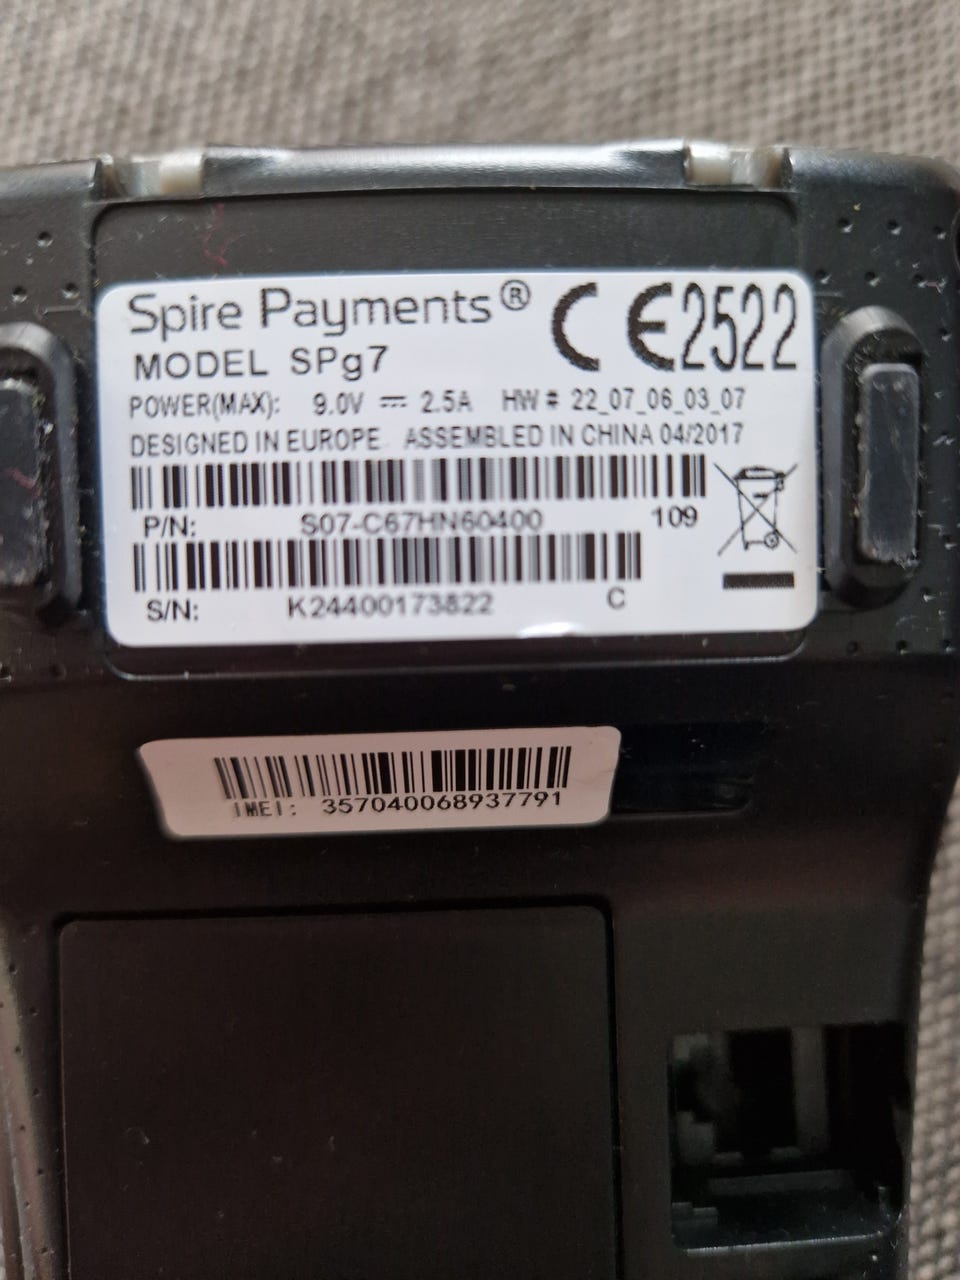 Spire Payments® CE2522
MODEL SPg7
POWER(MAX): 9.0V ⎓ 2.5A HW# 22_07_06_03_07
DESIGNED IN EUROPE ASSEMBLED IN CHINA 04/2017
P/N: S07-C67HN60400 109
S/N: K24400173822 C
IMEI: 357040068937791